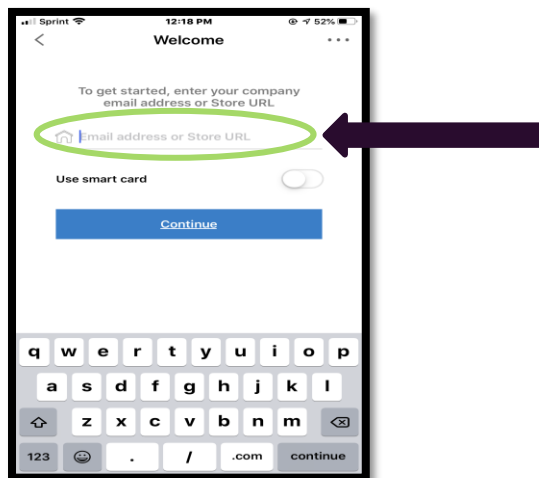 Sprint 12:18 PM 52%
Welcome
To get started, enter your company
email address or Store URL
Email address or Store URL
Use smart card
Continue
q w e r t y u i o p
a s d f g h j k l
z x c v b n m
123 . / .com continue